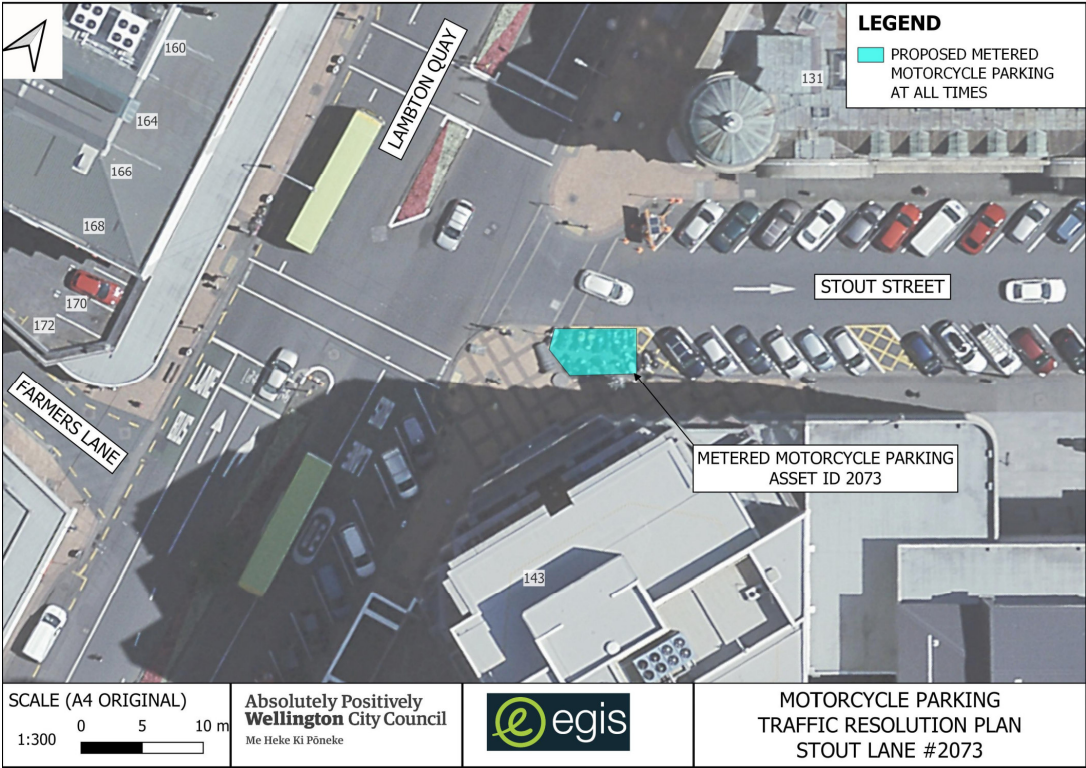 LEGEND
PROPOSED METERED
MOTORCYCLE PARKING
AT ALL TIMES
LAMBTON QUAY
160
164
166
168
170
172
131
STOUT STREET
FARMERS LANE
METERED MOTORCYCLE PARKING
ASSET ID 2073
143
SCALE (A4 ORIGINAL)
0 5 10 m
1:300
Absolutely Positively
Wellington City Council
Me Heke Ki Pōneke
e egis
MOTORCYCLE PARKING
TRAFFIC RESOLUTION PLAN
STOUT LANE #2073